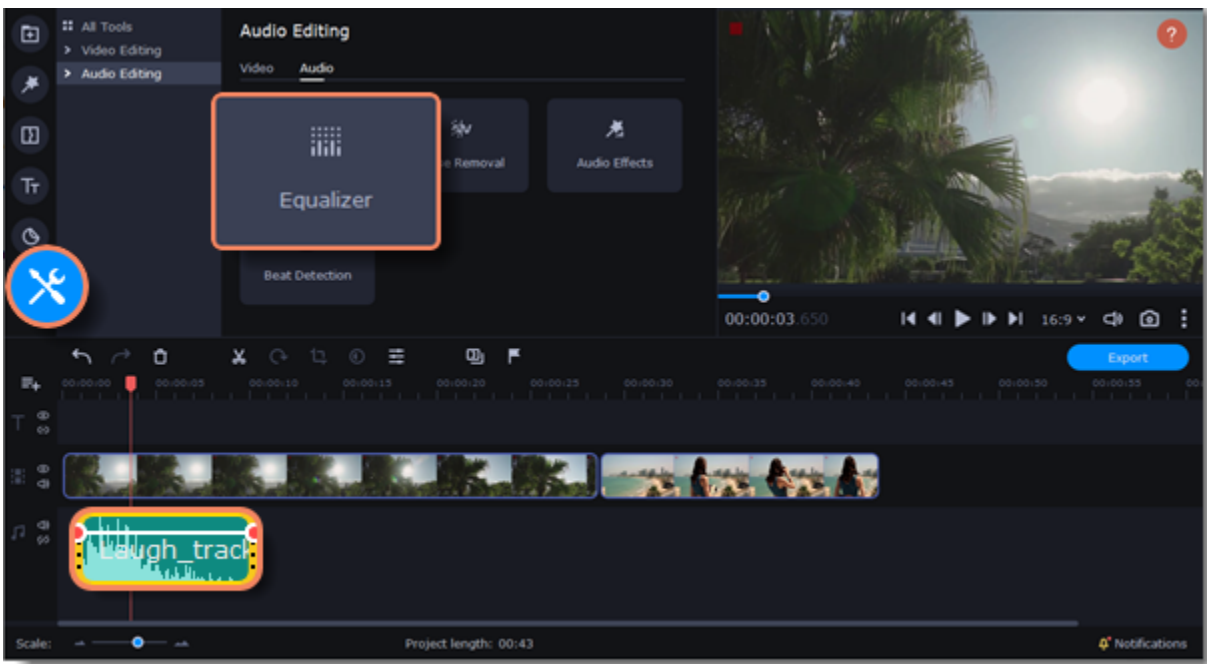 All Tools
Video Editing
Audio Editing
Audio Editing
Video Audio
Equalizer
e Removal
Audio Effects
Beat Detection
?
00:00:03.650
16:9
Export
00:00:00 00:00:05 00:00:10 00:00:15 00:00:20 00:00:25 00:00:30 00:00:35 00:00:40 00:00:45 00:00:50 00:00:55 00:
Laugh_track
Scale:
Project length: 00:43
Notifications